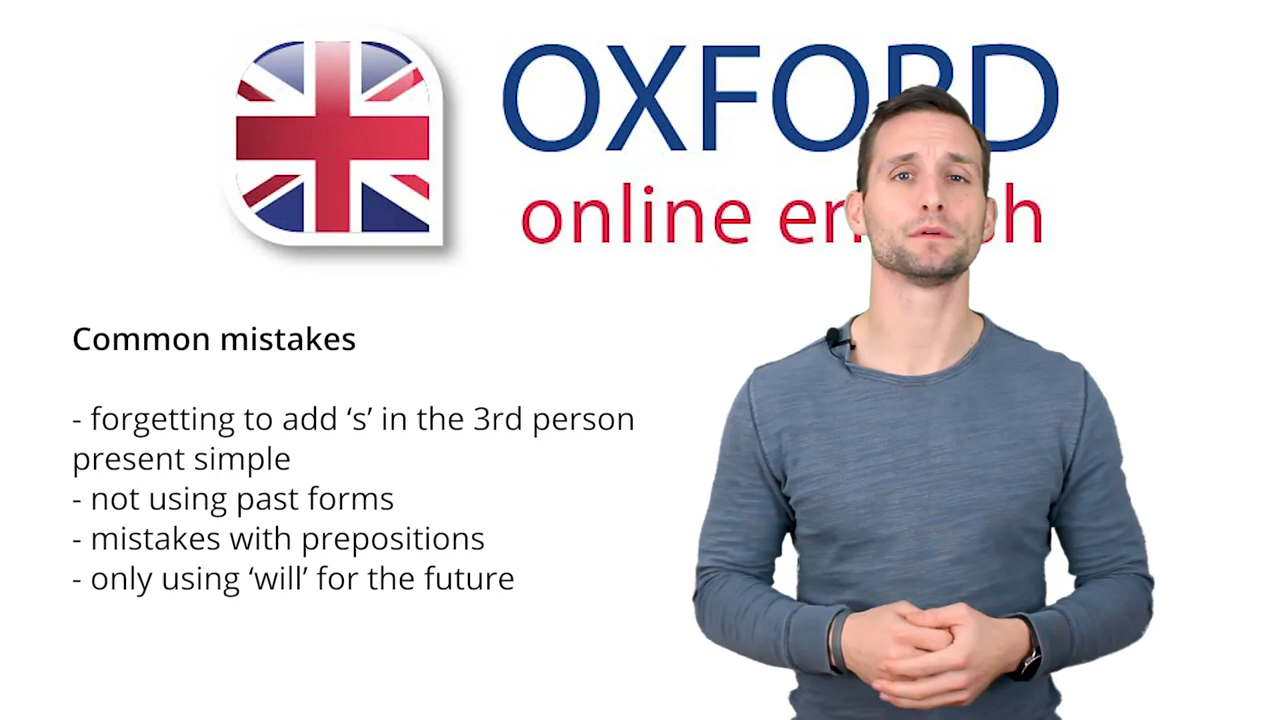 OXFORD
online
Common mistakes
- forgetting to add ‘s’ in the 3rd person
present simple
- not using past forms
- mistakes with prepositions
- only using ‘will’ for the future